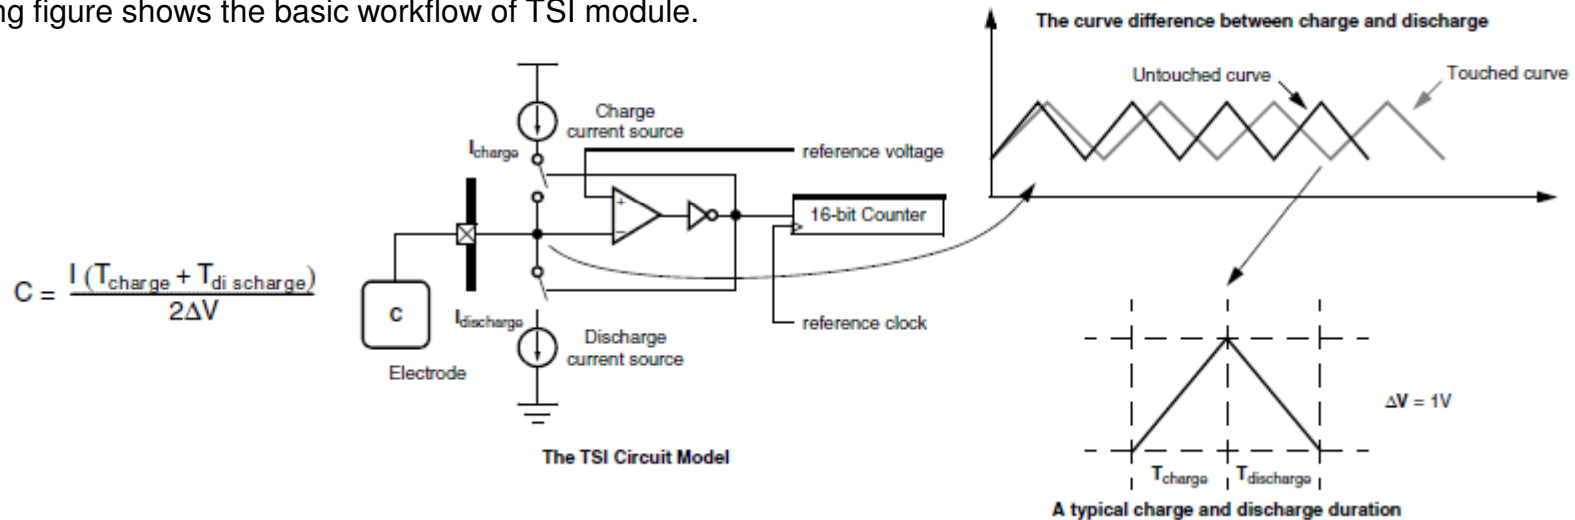 ng figure shows the basic workflow of TSI module.
The curve difference between charge and discharge
Untouched curve
Touched curve
Charge
current source
Icharge
reference voltage
+
16-bit Counter
−
C = I (Tcharge + Tdi scharge)
2ΔV
C
Idischarge
reference clock
Discharge
current source
Electrode
ΔV = 1V
The TSI Circuit Model
Tcharge
Tdischarge
A typical charge and discharge duration